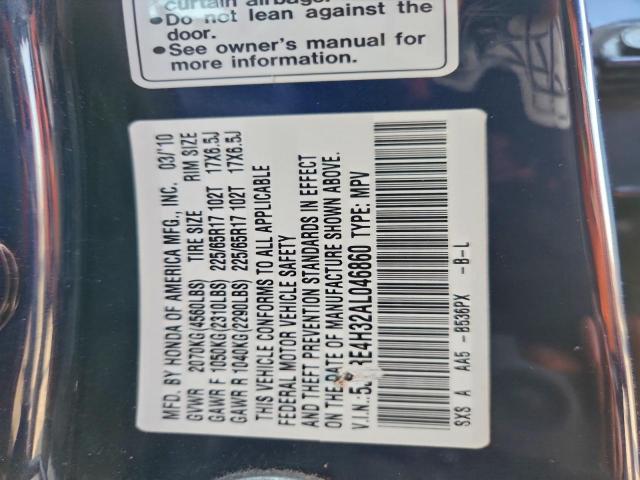 curtain airbag.
•Do not lean against the door.
•See owner's manual for more information.
MFD. BY HONDA OF AMERICA MFG., INC. 03/'10
GVWR 2070KG(4560LBS) TIRE SIZE RIM SIZE
GAWR F 1050KG(2310LBS) 225/65R17 102T 17X6.5J
GAWR R 1040KG(2290LBS) 225/65R17 102T 17X6.5J
THIS VEHICLE CONFORMS TO ALL APPLICABLE
FEDERAL MOTOR VEHICLE SAFETY
AND THEFT PREVENTION STANDARDS IN EFFECT
ON THE DATE OF MANUFACTURE SHOWN ABOVE.
V.I.N.: RE4H32AL046860 TYPE: MPV
SXS A AA5 -B536PX -B-L